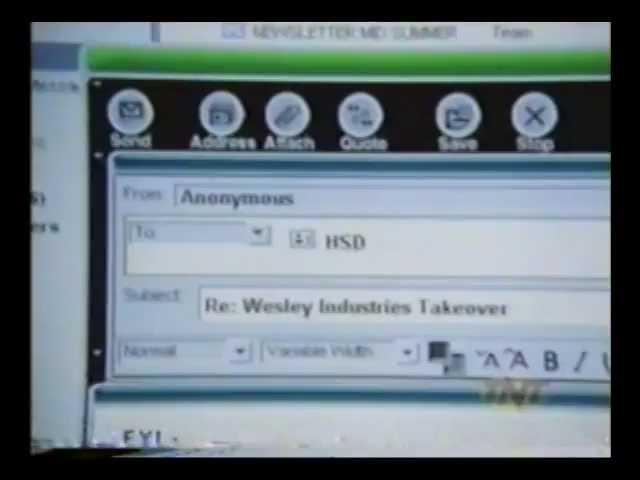 NEWSLETTER MID SUMMER Team
Send Address Attach Quote Save Stop
From: Anonymous
To: HSD
Subject: Re: Wesley Industries Takeover
Normal Variable Width A A B I U
FYI -